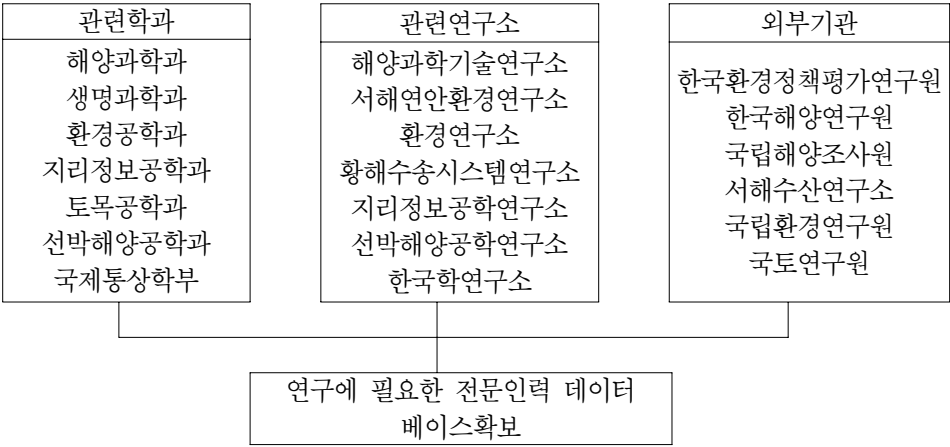 관련학과
해양과학과
생명과학과
환경공학과
지리정보공학과
토목공학과
선박해양공학과
국제통상학부
관련연구소
해양과학기술연구소
서해연안환경연구소
환경연구소
황해수송시스템연구소
지리정보공학연구소
선박해양공학연구소
한국학연구소
외부기관
한국환경정책평가연구원
한국해양연구원
국립해양조사원
서해수산연구소
국립환경연구원
국토연구원
연구에 필요한 전문인력 데이터
베이스확보